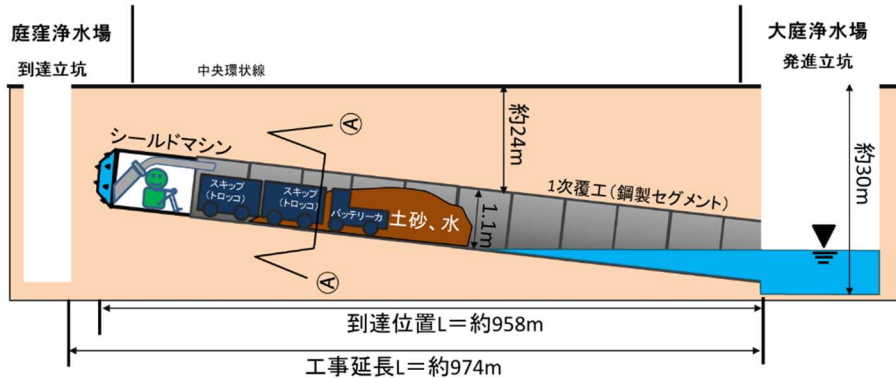 庭窪浄水場
到達立坑
大庭浄水場
発進立坑
中央環状線
シールドマシン
Ⓐ
約24m
約30m
スキップ
(トロッコ)
スキップ
(トロッコ)
バッテリーカ
土砂、水
1.1m
1次覆工(鋼製セグメント)
Ⓐ
到達位置L=約958m
工事延長L=約974m